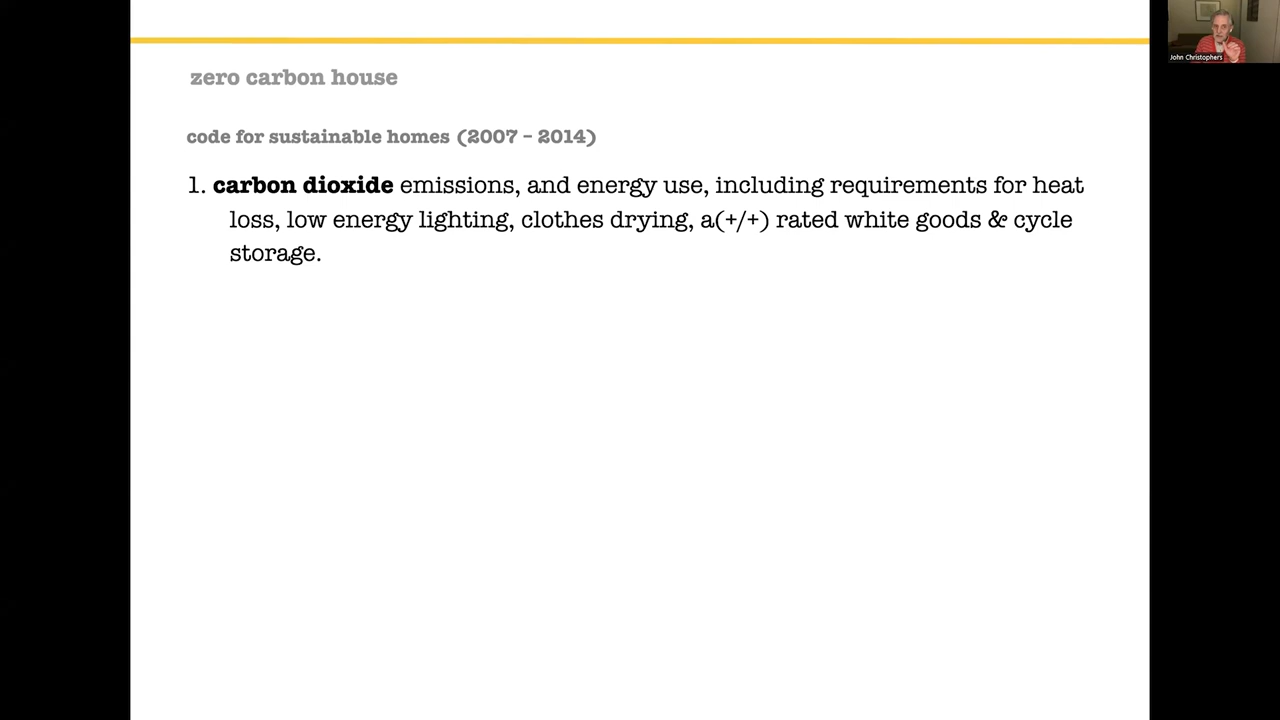 zero carbon house
code for sustainable homes (2007 – 2014)
1. carbon dioxide emissions, and energy use, including requirements for heat
loss, low energy lighting, clothes drying, a(+/+) rated white goods & cycle
storage.
John Christophers